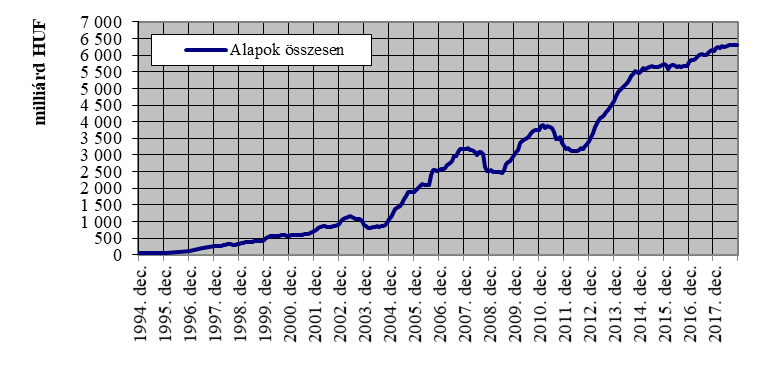 milliárd HUF
7 000
6 500
6 000
5 500
5 000
4 500
4 000
3 500
3 000
2 500
2 000
1 500
1 000
500
0
Alapok összesen
1994. dec.
1995. dec.
1996. dec.
1997. dec.
1998. dec.
1999. dec.
2000. dec.
2001. dec.
2002. dec.
2003. dec.
2004. dec.
2005. dec.
2006. dec.
2007. dec.
2008. dec.
2009. dec.
2010. dec.
2011. dec.
2012. dec.
2013. dec.
2014. dec.
2015. dec.
2016. dec.
2017. dec.